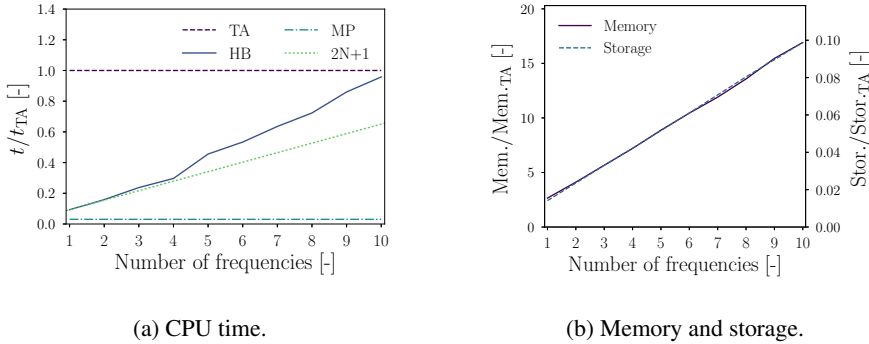 1.4
1.2
1.0
0.8
0.6
0.4
0.2
0.0
t/t_TA [-]
TA
HB
MP
2N+1
1 2 3 4 5 6 7 8 9 10
Number of frequencies [-]
(a) CPU time.
20
15
10
5
0
Mem./Mem._TA [-]
Memory
Storage
0.10
0.08
0.06
0.04
0.02
0.00
Stor./Stor._TA [-]
1 2 3 4 5 6 7 8 9 10
Number of frequencies [-]
(b) Memory and storage.